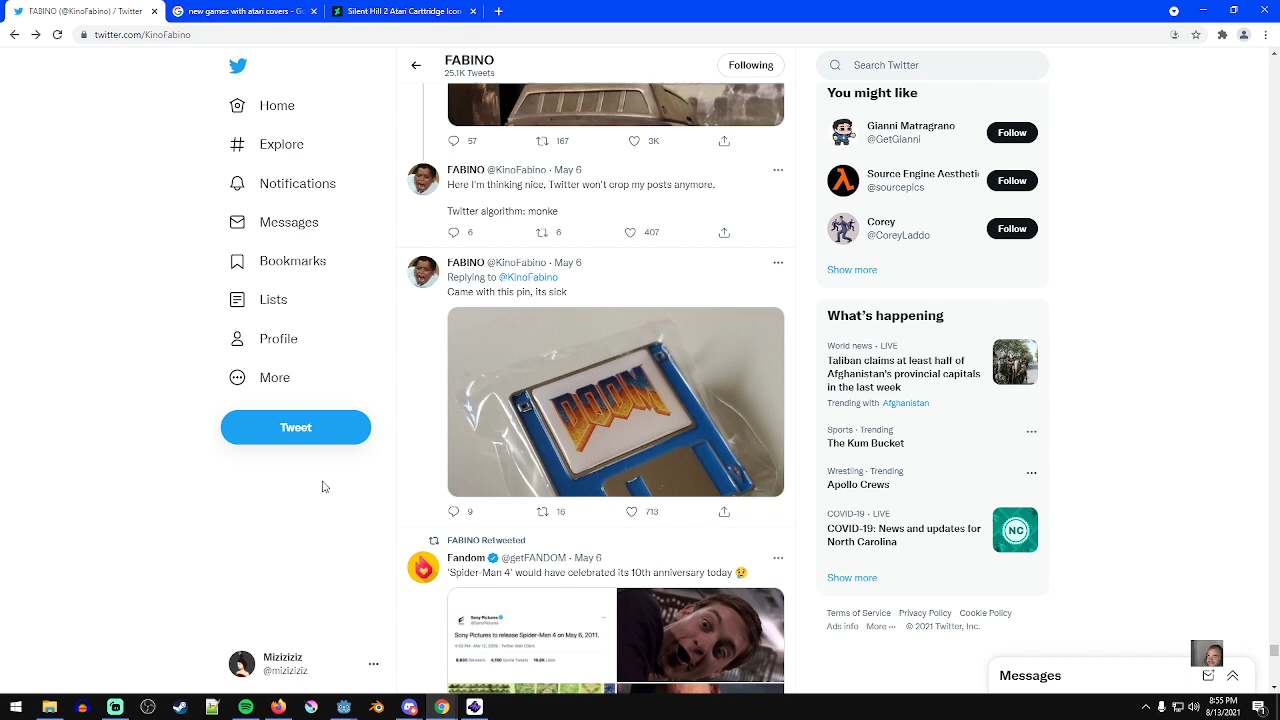 FABINO (@KinoFabino) / Twitter
new games with atari covers - Go
Silent Hill 2 Atari Edition
twitter.com/KinoFabino
FABINO
25.1K Tweets
Following
Search Twitter
Home
Explore
Notifications
Messages
Bookmarks
Lists
Profile
More
Tweet
Mizizziz
@mizizizz
57
167
3K
FABINO @KinoFabino · May 6
Here I'm thinking nice, Twitter won't crop my posts anymore.
Twitter algorithm: monke
6
6
407
FABINO @KinoFabino · May 6
Replying to @KinoFabino
Came with this pin, its sick
DOOM
9
16
713
FABINO Retweeted
Fandom @getFANDOM · May 6
'Spider-Man 4' would have celebrated its 10th anniversary today 😢
Sony Pictures
@SonyPictures
Sony Pictures to release Spider-Man 4 on May 6, 2011.
You might like
Gianni Matragrano
@GetGianni
Follow
Source Engine Aesthetic
@sourcepics
Follow
Corey
@CoreyLaddo
Follow
Show more
What's happening
World news · LIVE
Taliban claims at least half of
Afghanistan's provincial capitals
in the last week
Trending with Afghanistan
Sports · Trending
The Kum Bucket
Wrestling · Trending
Apollo Crews
COVID-19 · LIVE
COVID-19: News and updates for
North Carolina
NC
Show more
Terms of Service Privacy Policy Cookie Policy
Ads info More ··· © 2021 Twitter, Inc.
Messages
8:55 PM
8/13/2021